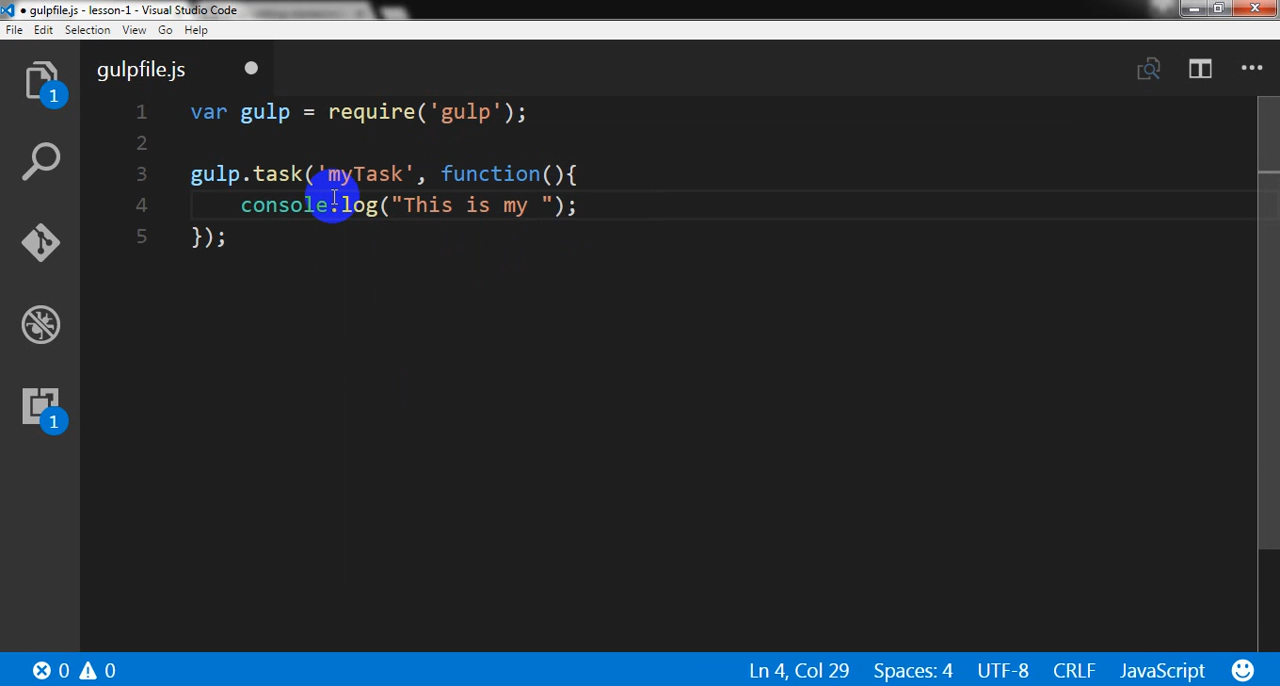 ● gulpfile.js - lesson-1 - Visual Studio Code
File Edit Selection View Go Help
gulpfile.js
1 var gulp = require('gulp');
2
3 gulp.task('myTask', function(){
4 console.log("This is my ");
5 });
1
1
0 0 Ln 4, Col 29 Spaces: 4 UTF-8 CRLF JavaScript